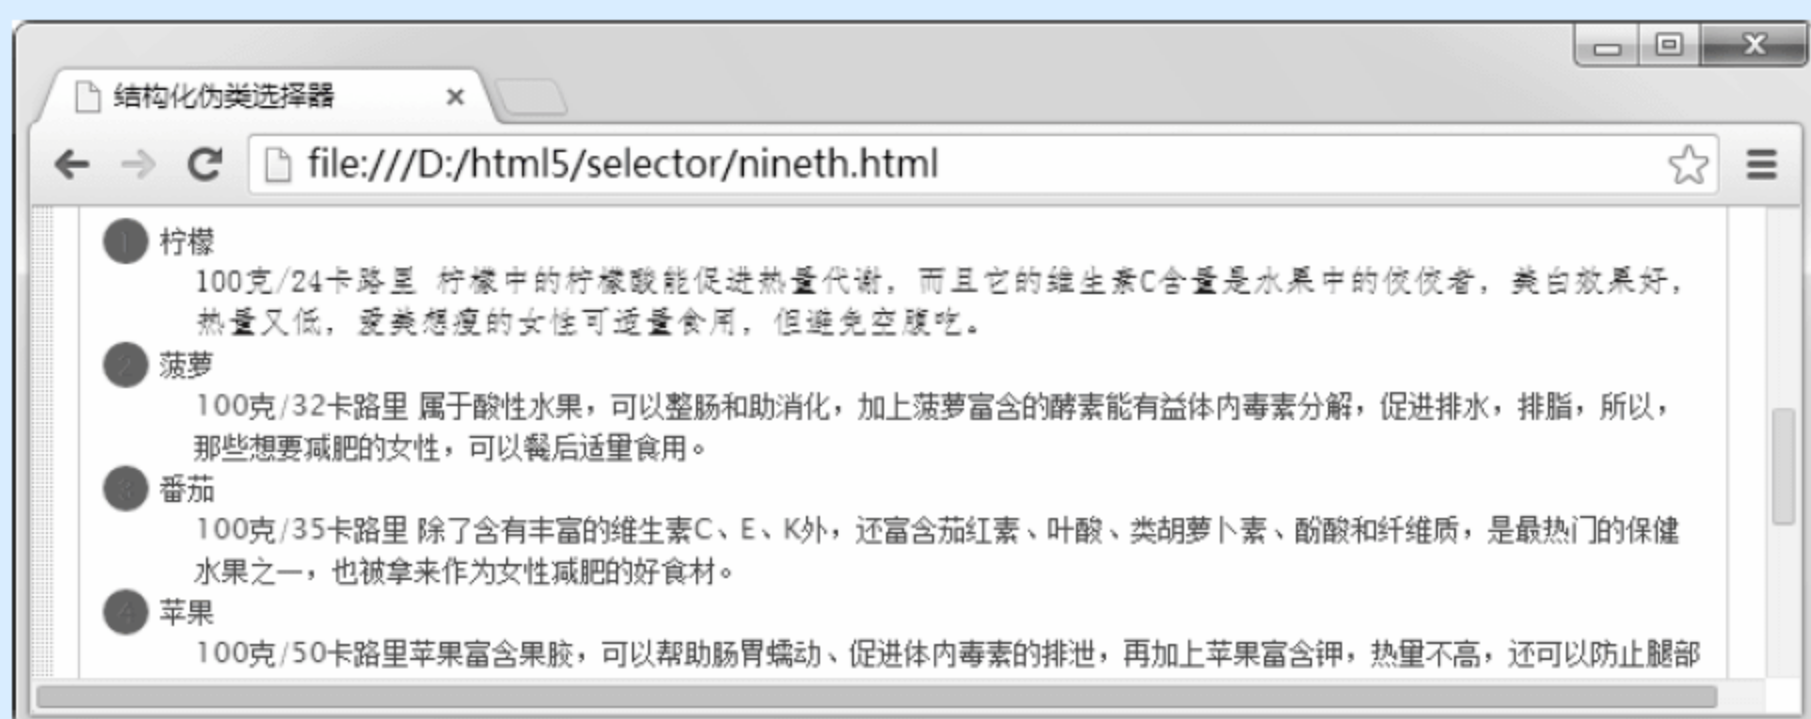 结构化伪类选择器
file:///D:/html5/selector/nineth.html
1 柠檬
100克/24卡路里 柠檬中的柠檬酸能促进热量代谢，而且它的维生素C含量是水果中的佼佼者，美白效果好，
热量又低，爱美想瘦的女性可适量食用，但避免空腹吃。
2 菠萝
100克/32卡路里 属于酸性水果，可以整肠和助消化，加上菠萝富含的酵素能有益体内毒素分解，促进排水，排脂，所以，
那些想要减肥的女性，可以餐后适里食用。
3 番茄
100克/35卡路里 除了含有丰富的维生素C、E、K外，还富含茄红素、叶酸、类胡萝卜素、酚酸和纤维质，是最热门的保健
水果之一，也被拿来作为女性减肥的好食材。
4 苹果
100克/50卡路里苹果富含果胶，可以帮助肠胃蠕动、促进体内毒素的排泄，再加上苹果富含钾，热里不高，还可以防止腿部